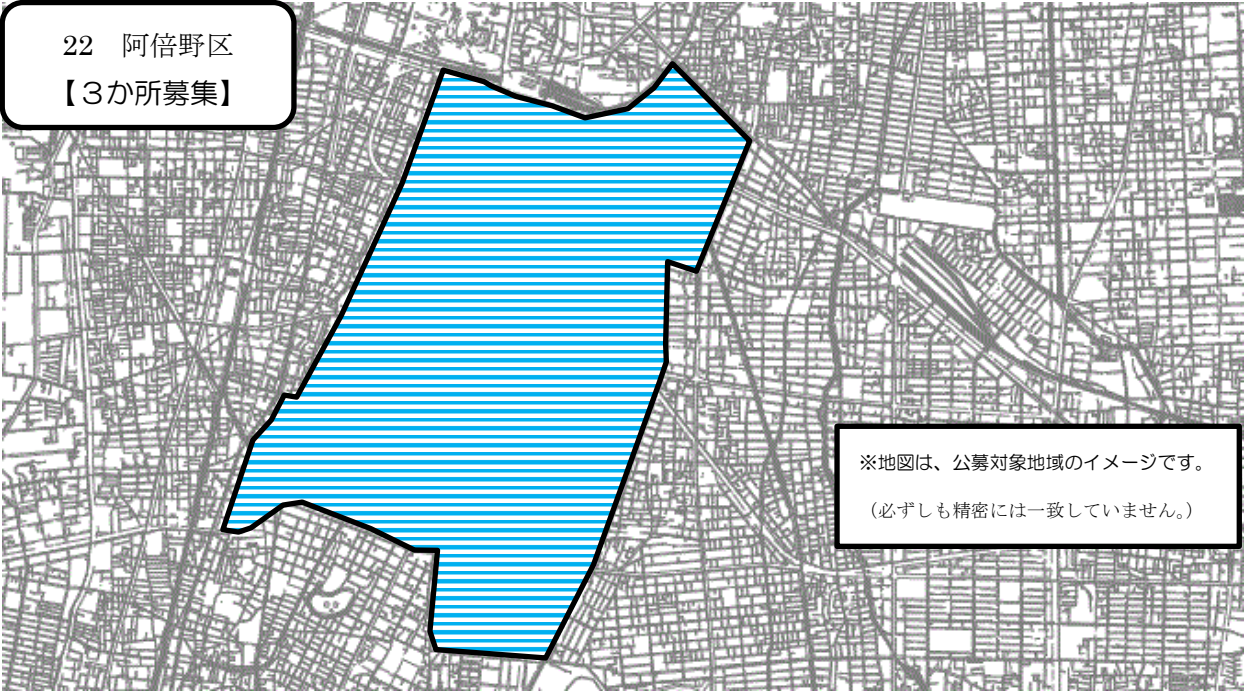 22　阿倍野区
【３か所募集】
※地図は、公募対象地域のイメージです。
（必ずしも精密には一致していません。）